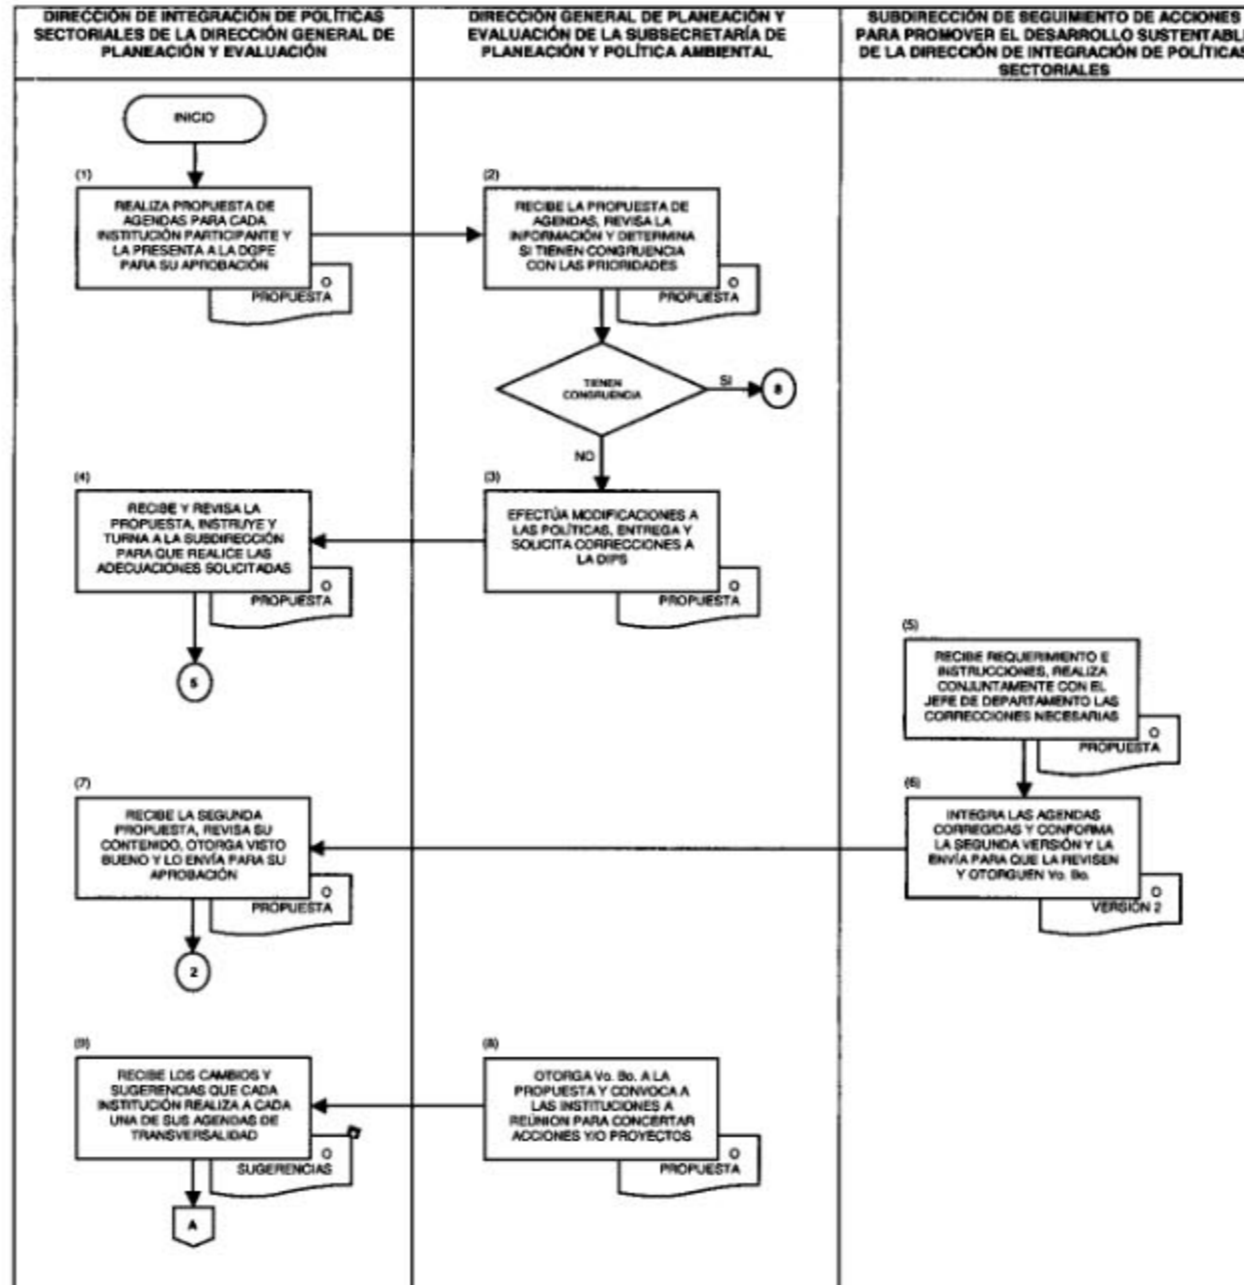 DIRECCIÓN DE INTEGRACIÓN DE POLÍTICAS
SECTORIALES DE LA DIRECCIÓN GENERAL DE
PLANEACIÓN Y EVALUACIÓN
DIRECCIÓN GENERAL DE PLANEACIÓN Y
EVALUACIÓN DE LA SUBSECRETARÍA DE
PLANEACIÓN Y POLÍTICA AMBIENTAL
SUBDIRECCIÓN DE SEGUIMIENTO DE ACCIONES
PARA PROMOVER EL DESARROLLO SUSTENTABL
DE LA DIRECCIÓN DE INTEGRACIÓN DE POLÍTICAS
SECTORIALES
INICIO
(1)
REALIZA PROPUESTA DE
AGENDAS PARA CADA
INSTITUCIÓN PARTICIPANTE Y
LA PRESENTA A LA DGPE
PARA SU APROBACIÓN
O
PROPUESTA
(2)
RECIBE LA PROPUESTA DE
AGENDAS, REVISA LA
INFORMACIÓN Y DETERMINA
SI TIENEN CONGRUENCIA
CON LAS PRIORIDADES
O
PROPUESTA
TIENEN
CONGRUENCIA
SI
8
NO
(3)
EFECTÚA MODIFICACIONES A
LAS POLÍTICAS, ENTREGA Y
SOLICITA CORRECCIONES A
LA DIPS
O
PROPUESTA
(4)
RECIBE Y REVISA LA
PROPUESTA, INSTRUYE Y
TURNA A LA SUBDIRECCIÓN
PARA QUE REALICE LAS
ADECUACIONES SOLICITADAS
O
PROPUESTA
5
(5)
RECIBE REQUERIMIENTO E
INSTRUCCIONES, REALIZA
CONJUNTAMENTE CON EL
JEFE DE DEPARTAMENTO LAS
CORRECCIONES NECESARIAS
O
PROPUESTA
(6)
INTEGRA LAS AGENDAS
CORREGIDAS Y CONFORMA
LA SEGUNDA VERSIÓN Y LA
ENVÍA PARA QUE LA REVISEN
Y OTORGUEN Vo. Bo.
O
VERSIÓN 2
(7)
RECIBE LA SEGUNDA
PROPUESTA, REVISA SU
CONTENIDO, OTORGA VISTO
BUENO Y LO ENVÍA PARA SU
APROBACIÓN
O
PROPUESTA
2
(8)
OTORGA Vo. Bo. A LA
PROPUESTA Y CONVOCA A
LAS INSTITUCIONES A
REÚNION PARA CONCERTAR
ACCIONES Y/O PROYECTOS
O
PROPUESTA
(9)
RECIBE LOS CAMBIOS Y
SUGERENCIAS QUE CADA
INSTITUCIÓN REALIZA A CADA
UNA DE SUS AGENDAS DE
TRANSVERSALIDAD
O
SUGERENCIAS
A